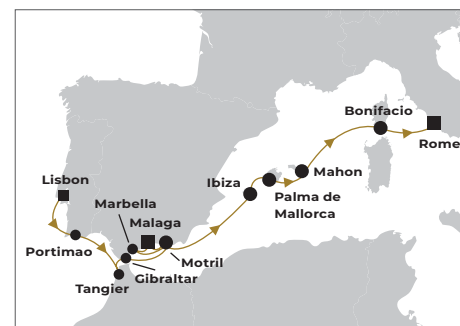 Bonifacio
Rome
Lisbon
Mahon
Ibiza
Marbella
Palma de
Mallorca
Malaga
Portimao
Motril
Gibraltar
Tangier